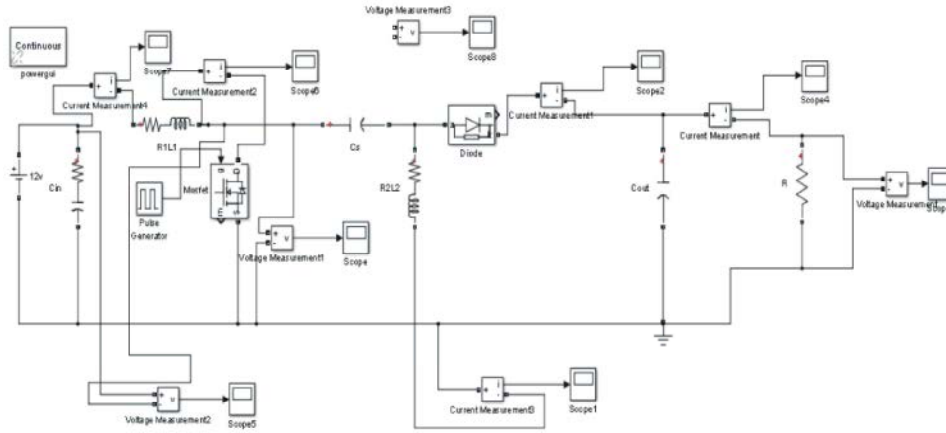 Voltage Measurement3
Scope8
Continuous
powergui
Scope7
Current Measurement4
Current Measurement2
Scope6
Scope2
Current Measurement1
Scope4
Current Measurement
R1L1
Cs
Diode
12v
Cin
Mosfet
R2L2
Cout
R
Voltage Measurement
Pulse
Generator
Voltage Measurement1
Scope
Voltage Measurement2
Scope5
Current Measurement3
Scope1